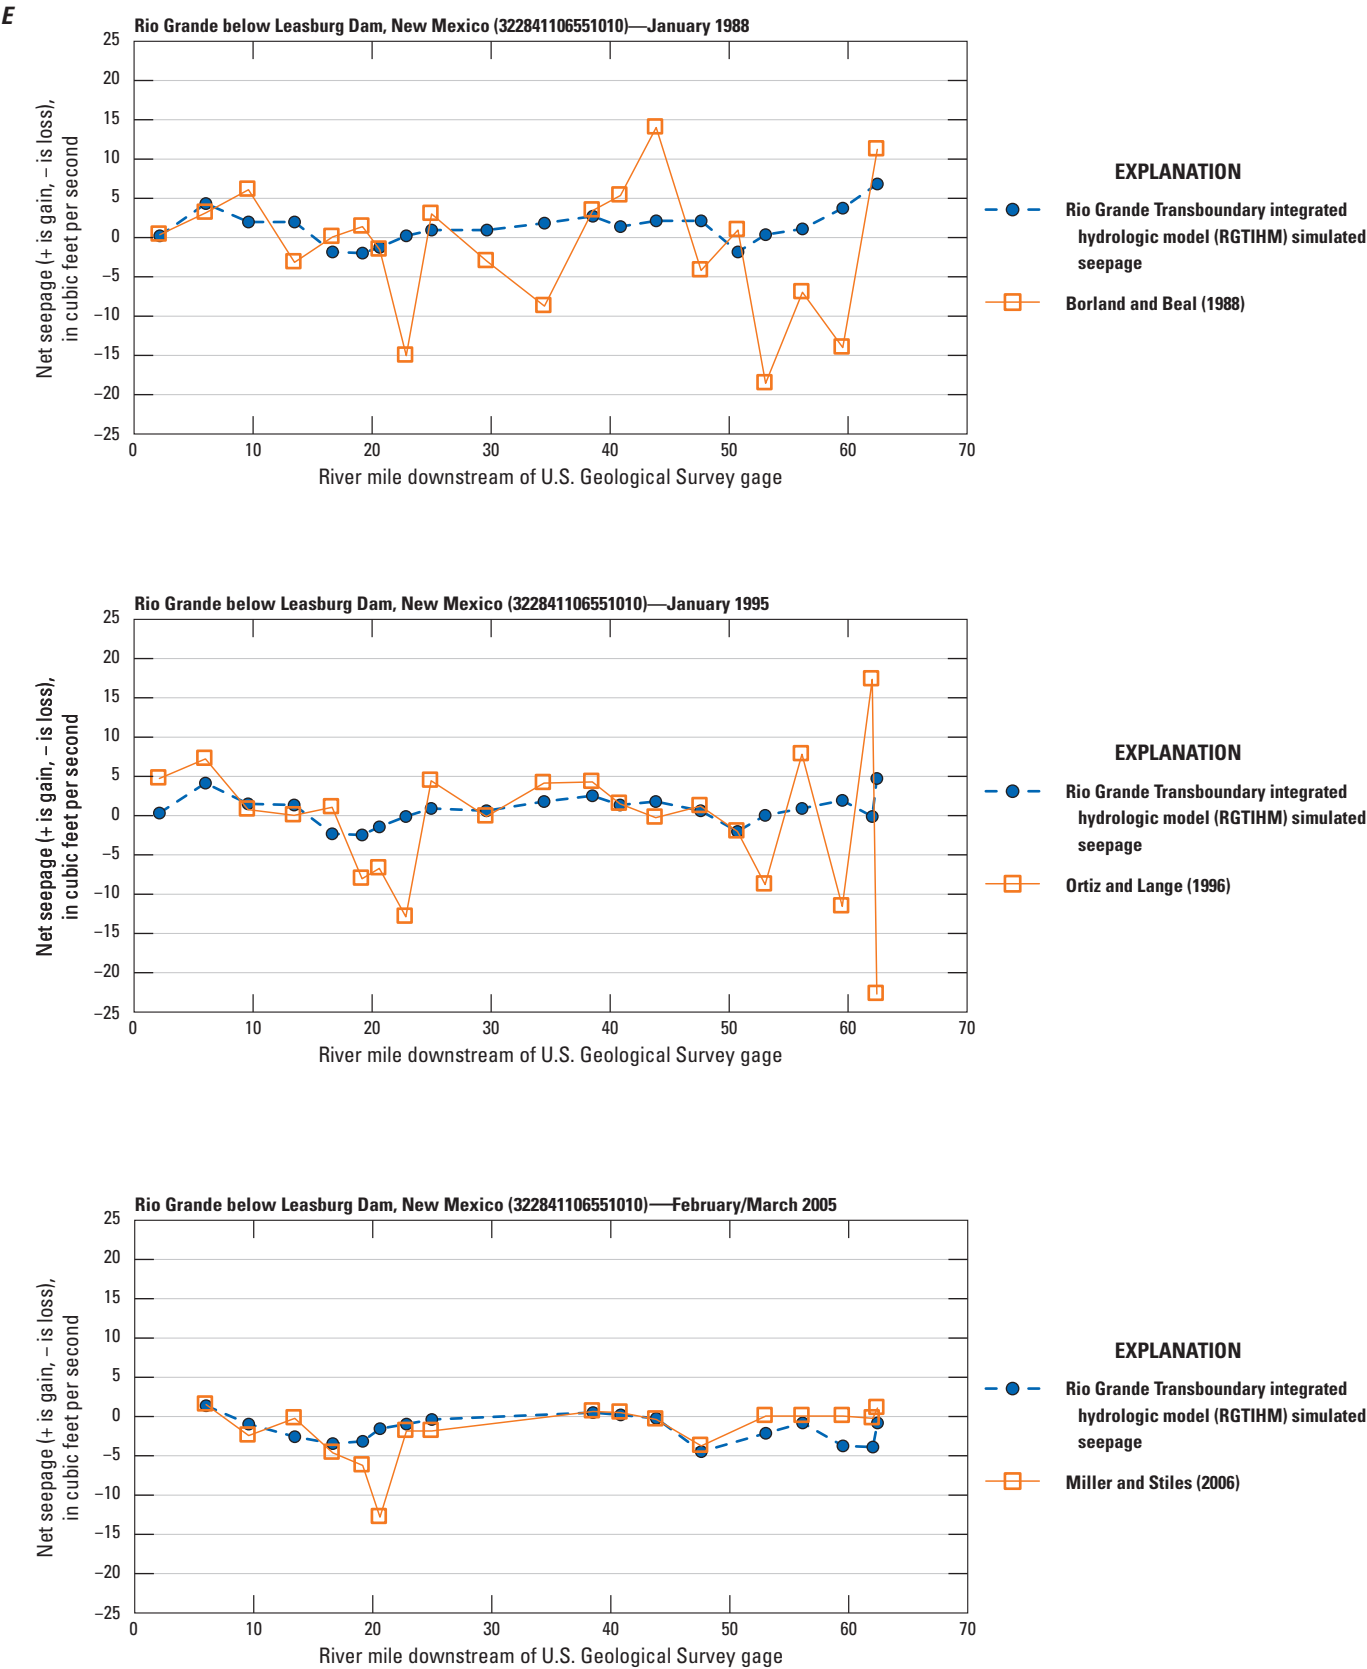 E
Rio Grande below Leasburg Dam, New Mexico (322841106551010)—January 1988
25
20
15
10
5
0
–5
–10
–15
–20
–25
Net seepage (+ is gain, – is loss),
in cubic feet per second
0 10 20 30 40 50 60 70
River mile downstream of U.S. Geological Survey gage
EXPLANATION
Rio Grande Transboundary integrated
hydrologic model (RGTIHM) simulated
seepage
Borland and Beal (1988)
Rio Grande below Leasburg Dam, New Mexico (322841106551010)—January 1995
25
20
15
10
5
0
–5
–10
–15
–20
–25
Net seepage (+ is gain, – is loss),
in cubic feet per second
0 10 20 30 40 50 60 70
River mile downstream of U.S. Geological Survey gage
EXPLANATION
Rio Grande Transboundary integrated
hydrologic model (RGTIHM) simulated
seepage
Ortiz and Lange (1996)
Rio Grande below Leasburg Dam, New Mexico (322841106551010)—February/March 2005
25
20
15
10
5
0
–5
–10
–15
–20
–25
Net seepage (+ is gain, – is loss),
in cubic feet per second
0 10 20 30 40 50 60 70
River mile downstream of U.S. Geological Survey gage
EXPLANATION
Rio Grande Transboundary integrated
hydrologic model (RGTIHM) simulated
seepage
Miller and Stiles (2006)